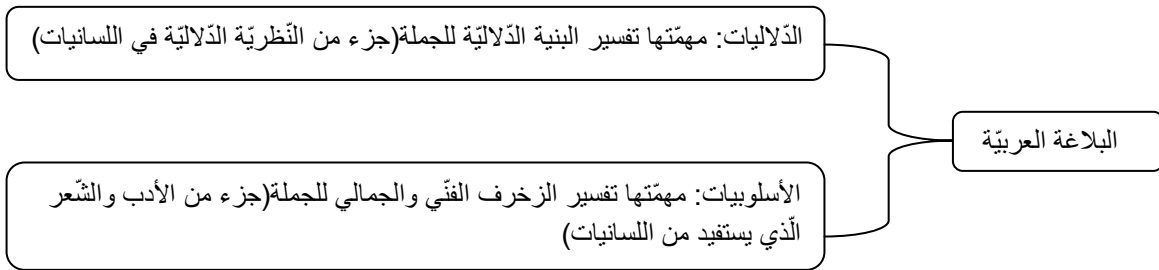 الدّلاليات: مهمّتها تفسير البنية الدّلاليّة للجملة(جزء من النّظريّة الدّلاليّة في اللسانيات)
البلاغة العربيّة
الأسلوبيات: مهمّتها تفسير الزخرف الفنّي والجمالي للجملة(جزء من الأدب والشّعر
الّذي يستفيد من اللسانيات)